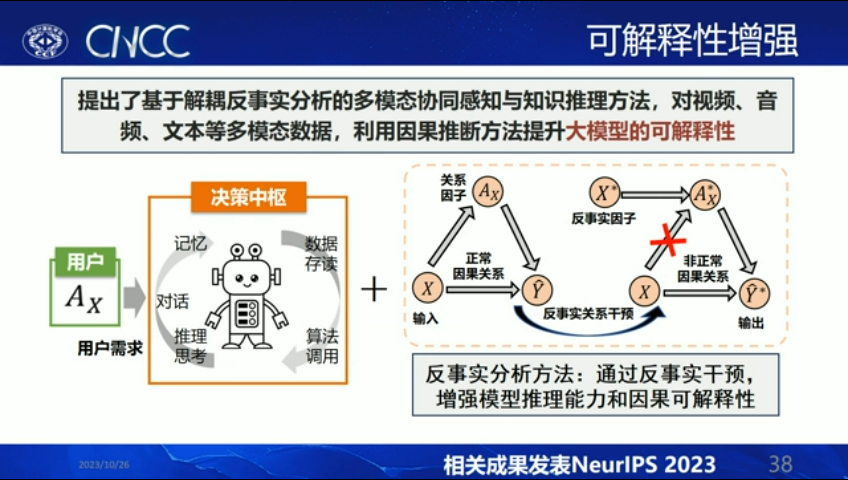 CCF
CNCC
可解释性增强
提出了基于解耦反事实分析的多模态协同感知与知识推理方法，对视频、音
频、文本等多模态数据，利用因果推断方法提升大模型的可解释性
用户
A_X
用户需求
决策中枢
记忆
数据
存读
对话
推理
思考
算法
调用
+
关系
因子
A_X
正常
因果关系
X
输入
Ŷ
反事实关系干预
X*
反事实因子
A_X*
非正常
因果关系
X
Ŷ*
输出
反事实分析方法：通过反事实干预，
增强模型推理能力和因果可解释性
2023/10/26
相关成果发表NeurIPS 2023
38